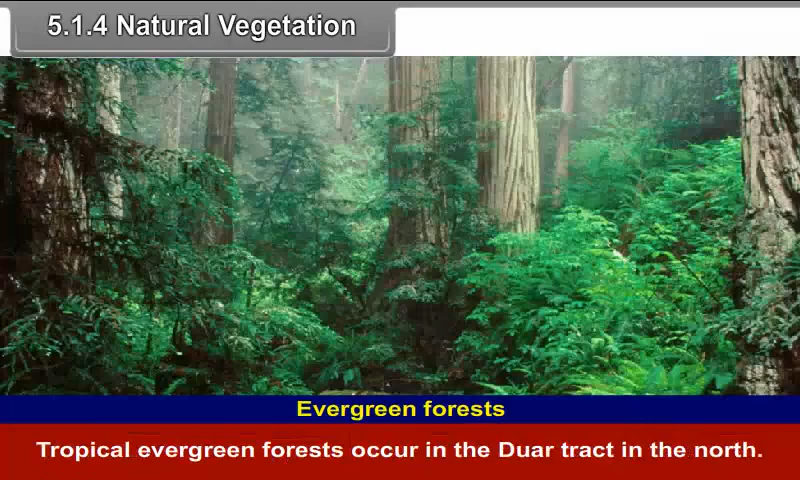 5.1.4 Natural Vegetation
Evergreen forests
Tropical evergreen forests occur in the Duar tract in the north.